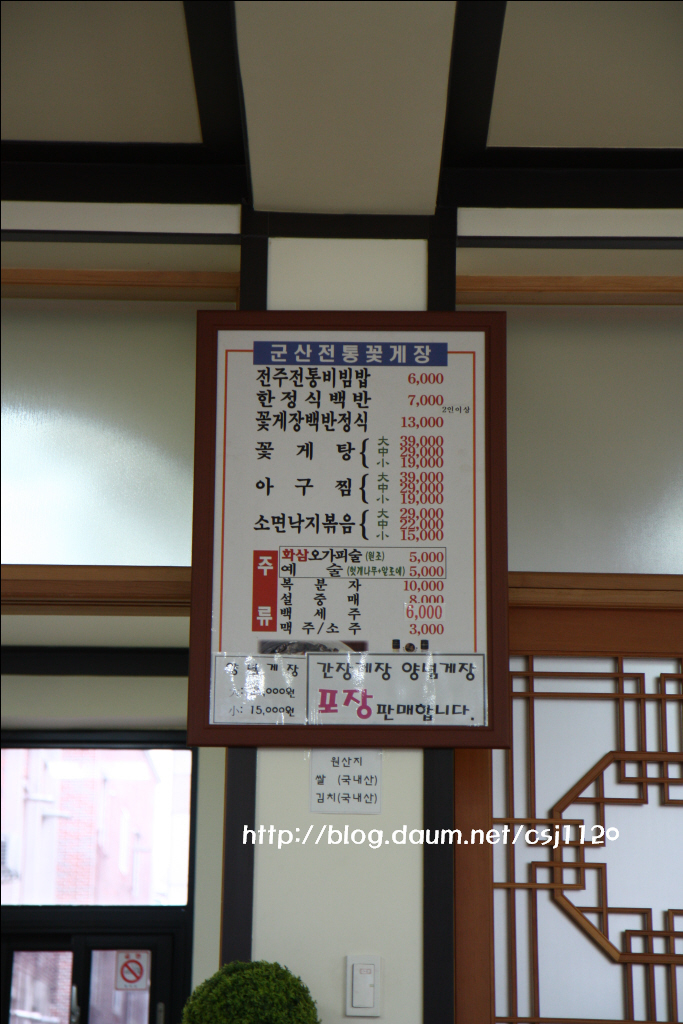 군산전통꽃게장
전주전통비빔밥 6,000
한정식백반 7,000
2인이상
꽃게장백반정식 13,000
꽃게탕 { 大 39,000
中 29,000
小 19,000
아구찜 { 大 39,000
中 29,000
小 19,000
소면낙지볶음 { 大 29,000
中 22,000
小 15,000
주류
화삼오가피술 (원조) 5,000
예술 5,000
복분자 10,000
설중매 8,000
백세주 6,000
맥주/소주 3,000
양념게장
小: 15,000원
간장게장 양념게장
포장 판매합니다.
원산지
쌀 (국내산)
김치(국내산)
http://blog.daum.net/csj1120